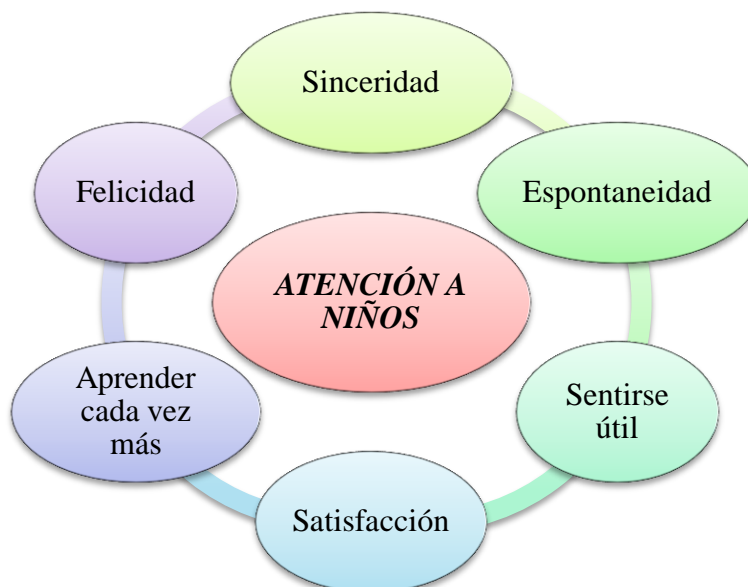 Sinceridad
Espontaneidad
Sentirse
útil
Satisfacción
Aprender
cada vez
más
Felicidad
ATENCIÓN A
NIÑOS